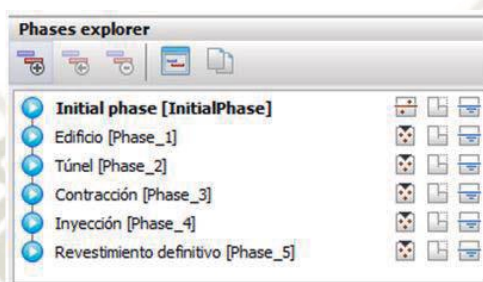 Phases explorer
Initial phase [InitialPhase]
Edificio [Phase_1]
Túnel [Phase_2]
Contracción [Phase_3]
Inyección [Phase_4]
Revestimiento definitivo [Phase_5]